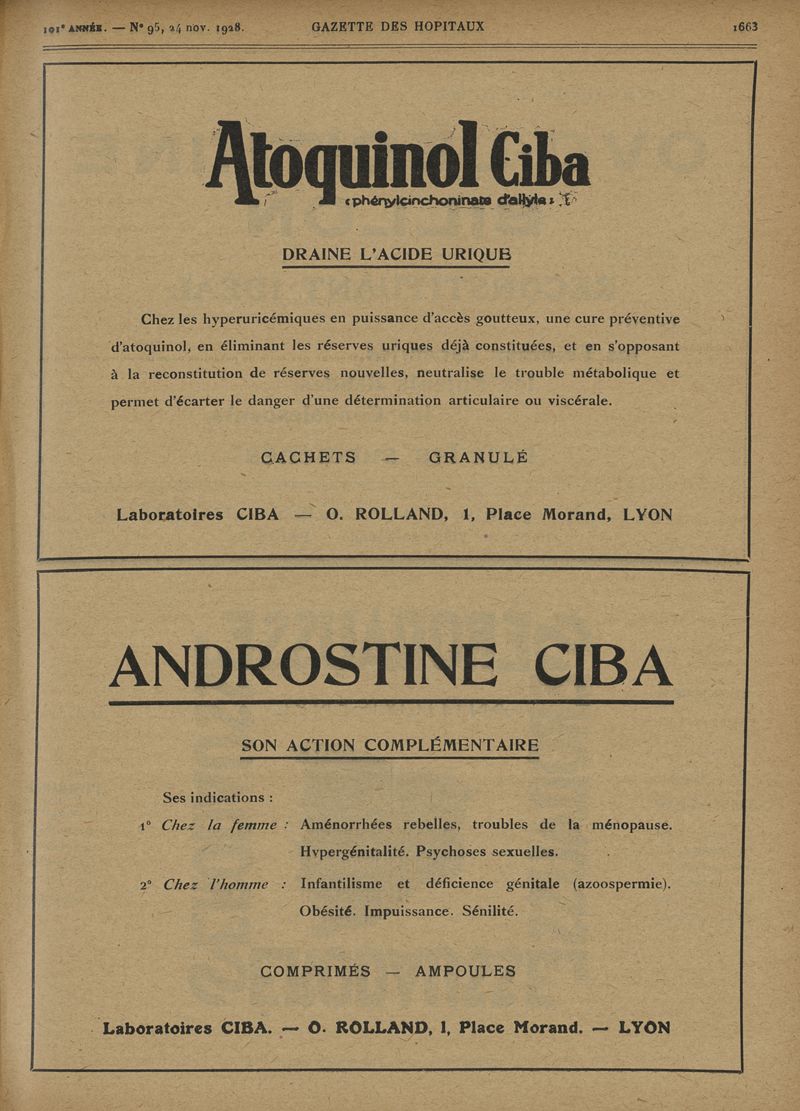 101e ANNÉE. — N° 95, 24 nov. 1928. GAZETTE DES HOPITAUX 1663
Atoquinol Ciba
« phénylcinchoninate d'allyle »
DRAINE L'ACIDE URIQUE
Chez les hyperuricémiques en puissance d'accès goutteux, une cure préventive
d'atoquinol, en éliminant les réserves uriques déjà constituées, et en s'opposant
à la reconstitution de réserves nouvelles, neutralise le trouble métabolique et
permet d'écarter le danger d'une détermination articulaire ou viscérale.
CACHETS — GRANULÉ
Laboratoires CIBA — O. ROLLAND, 1, Place Morand, LYON
ANDROSTINE CIBA
SON ACTION COMPLÉMENTAIRE
Ses indications :
1° Chez la femme : Aménorrhées rebelles, troubles de la ménopause.
Hypergénitalité. Psychoses sexuelles.
2° Chez l'homme : Infantilisme et déficience génitale (azoospermie).
Obésité. Impuissance. Sénilité.
COMPRIMÉS — AMPOULES
Laboratoires CIBA. — O. ROLLAND, 1, Place Morand. — LYON